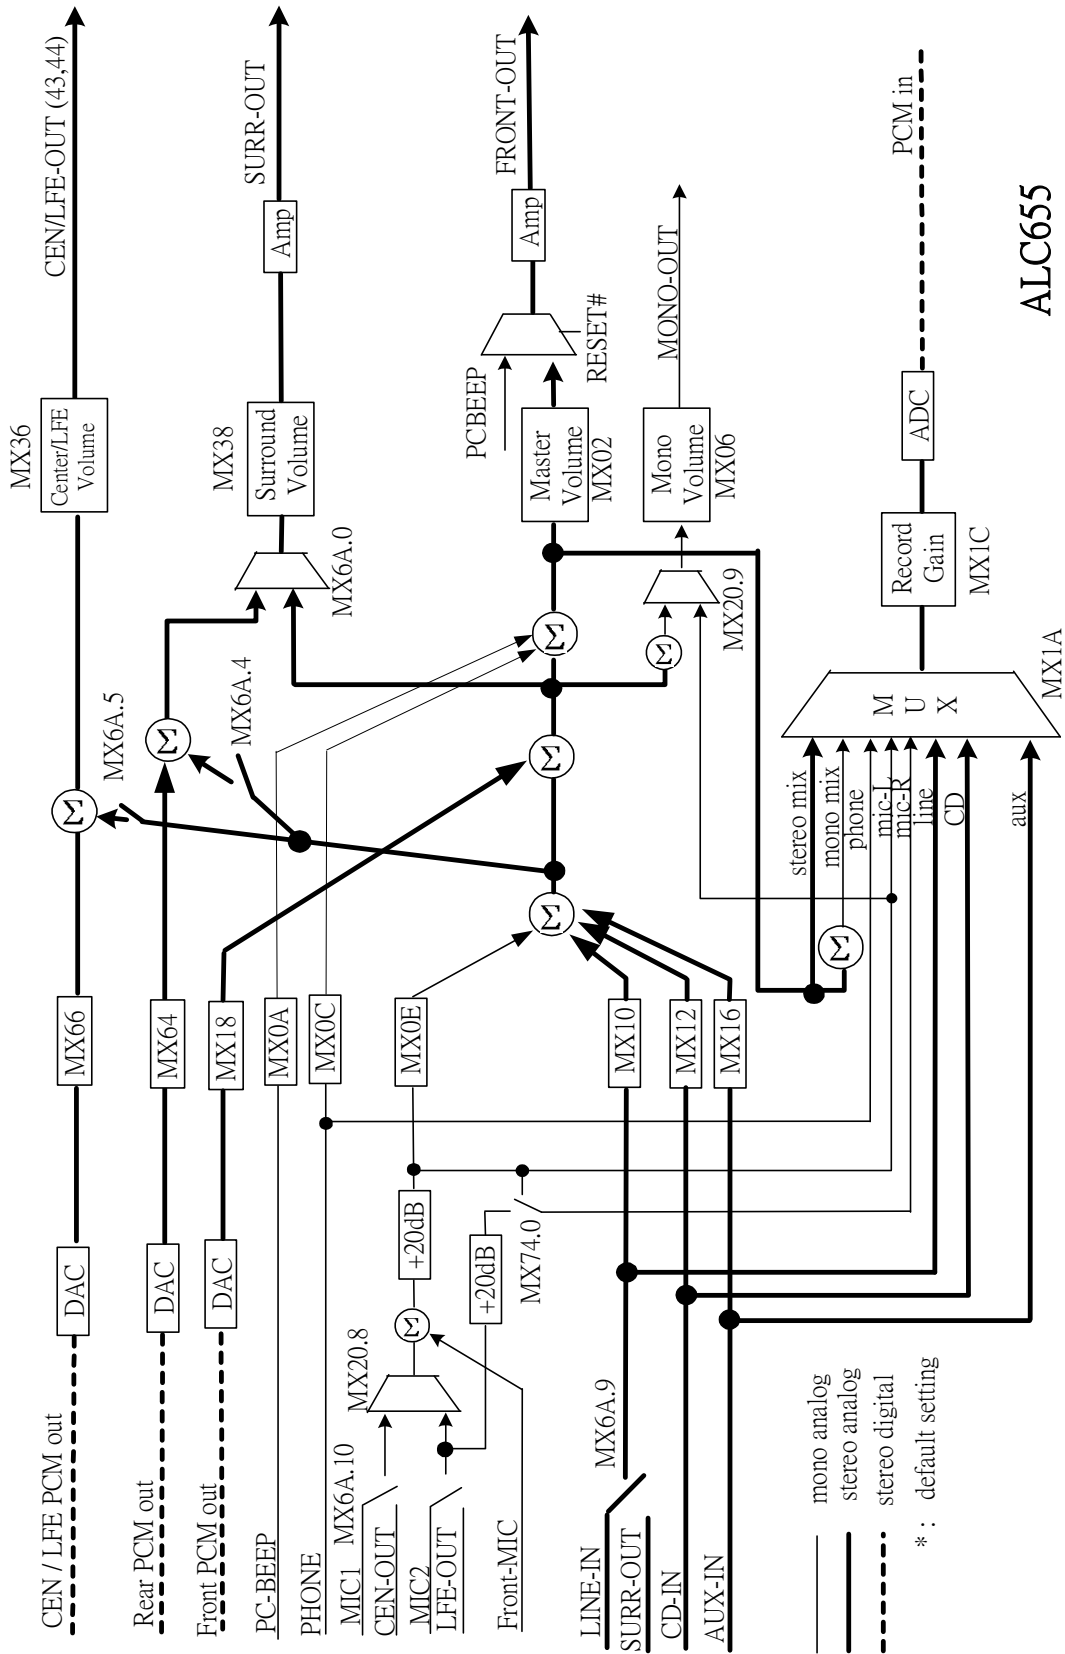 CEN / LFE PCM out
DAC
MX66
Σ
MX6A.5
MX36
Center/LFE
Volume
CEN/LFE-OUT (43,44)
Rear PCM out
DAC
MX64
Σ
MX6A.4
MX6A.0
MX38
Surround
Volume
Amp
SURR-OUT
Front PCM out
DAC
MX18
Σ
PC-BEEP
MX0A
PHONE
MX0C
Σ
MIC1
MX6A.10
CEN-OUT
MX20.8
MIC2
LFE-OUT
Σ
+20dB
MX0E
Σ
Front-MIC
+20dB
MX74.0
PCBEEP
Master
Volume
MX02
RESET#
Amp
FRONT-OUT
LINE-IN
MX6A.9
SURR-OUT
MX10
CD-IN
MX12
AUX-IN
MX16
Σ
MX20.9
Mono
Volume
MX06
MONO-OUT
Σ
stereo mix
mono mix
phone
mic-L
mic-R
line
CD
aux
M
U
X
MX1A
Record
Gain
MX1C
ADC
PCM in
mono analog
stereo analog
stereo digital
* : default setting
ALC655